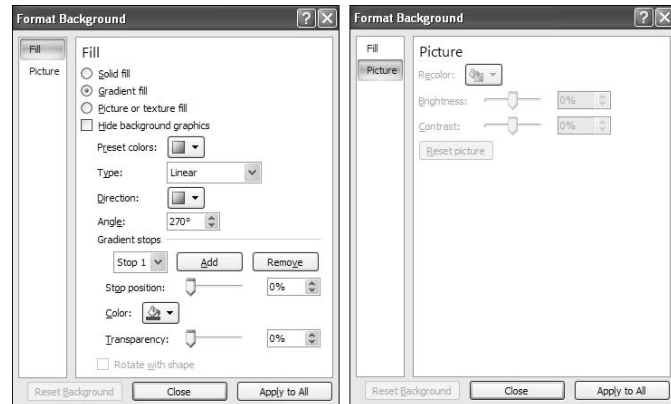 Format Background
Fill
Picture
Fill
Solid fill
Gradient fill
Picture or texture fill
Hide background graphics
Preset colors:
Type: Linear
Direction:
Angle: 270°
Gradient stops
Stop 1 Add Remove
Stop position: 0%
Color:
Transparency: 0%
Rotate with shape
Reset Background Close Apply to All
Format Background
Fill
Picture
Picture
Recolor:
Brightness: 0%
Contrast: 0%
Reset picture
Reset Background Close Apply to All